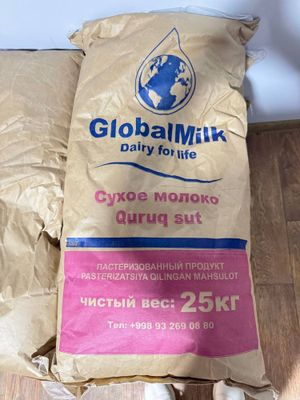 GlobalMilk
Dairy for life
Сухое молоко
Quruq sut
ПАСТЕРИЗОВАННЫЙ ПРОДУКТ
PASTERIZATSIYA QILINGAN MAHSULOT
ЧИСТЫЙ ВЕС: 25КГ
Тел: +998 93 269 08 80